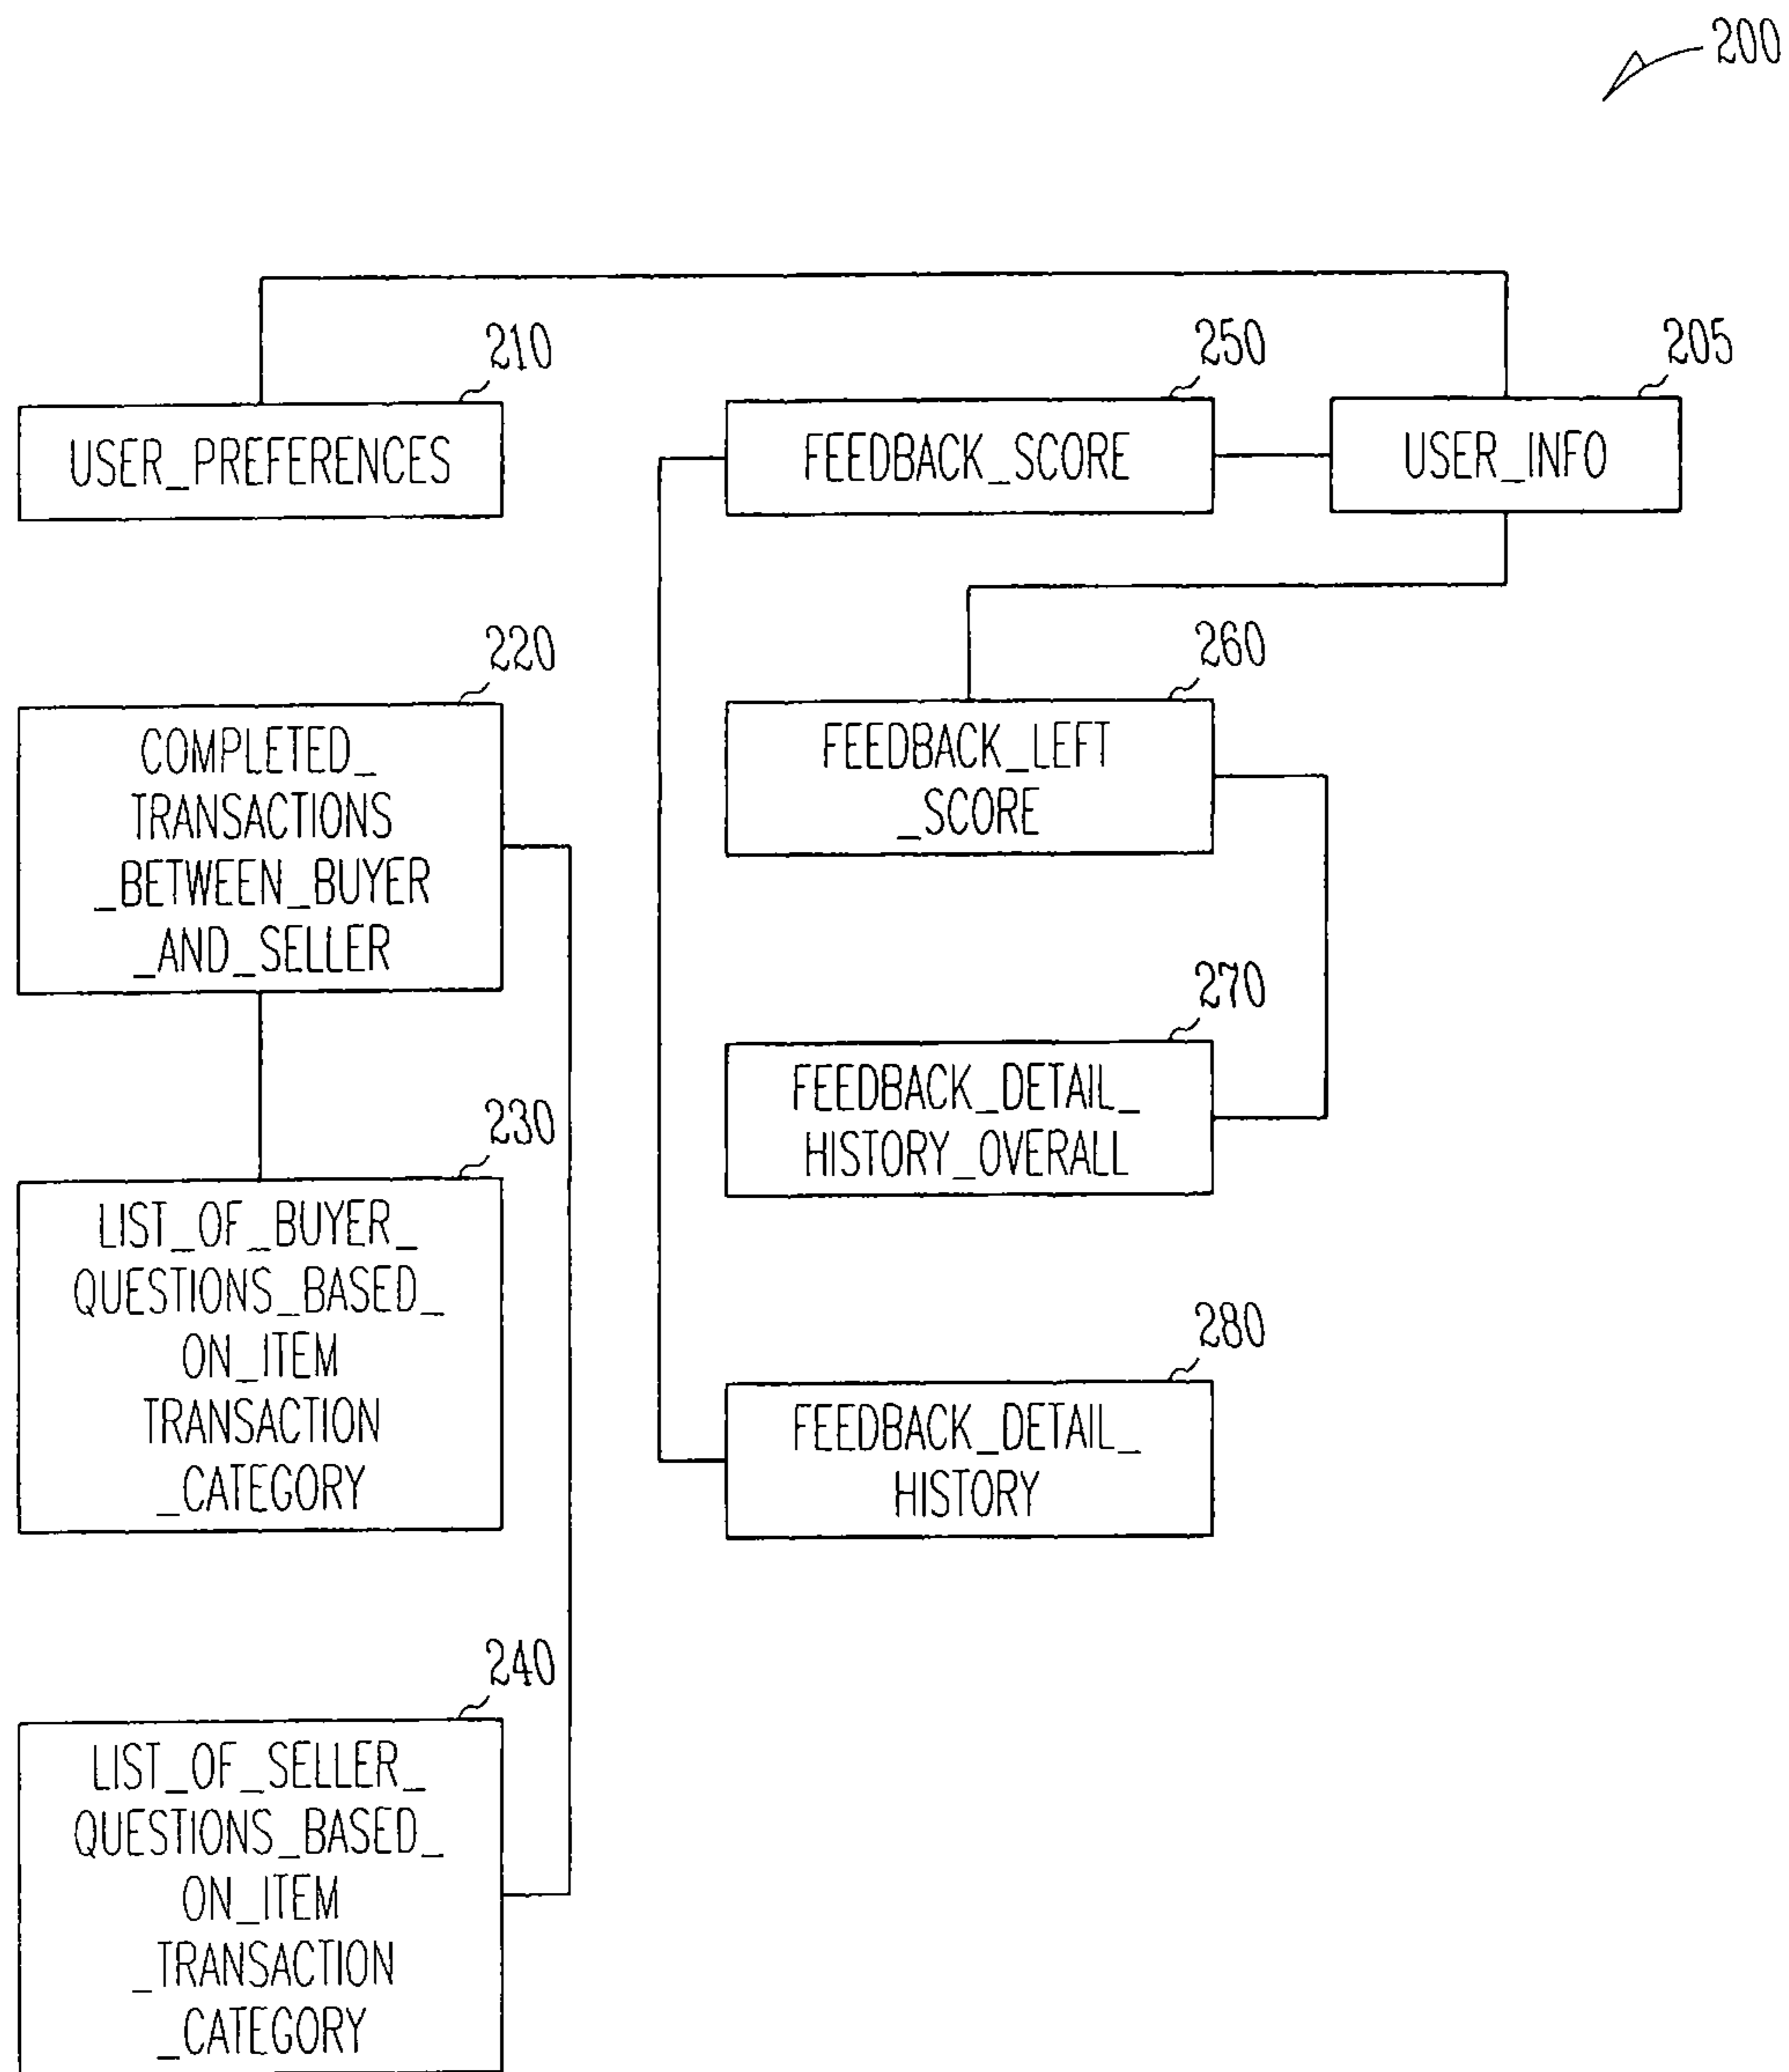 200
210
USER_PREFERENCES
250
FEEDBACK_SCORE
205
USER_INFO
220
COMPLETED_
TRANSACTIONS
_BETWEEN_BUYER
_AND_SELLER
260
FEEDBACK_LEFT
_SCORE
270
FEEDBACK_DETAIL_
HISTORY_OVERALL
230
LIST_OF_BUYER_
QUESTIONS_BASED_
ON_ITEM
TRANSACTION
_CATEGORY
280
FEEDBACK_DETAIL_
HISTORY
240
LIST_OF_SELLER_
QUESTIONS_BASED_
ON_ITEM
_TRANSACTION
_CATEGORY